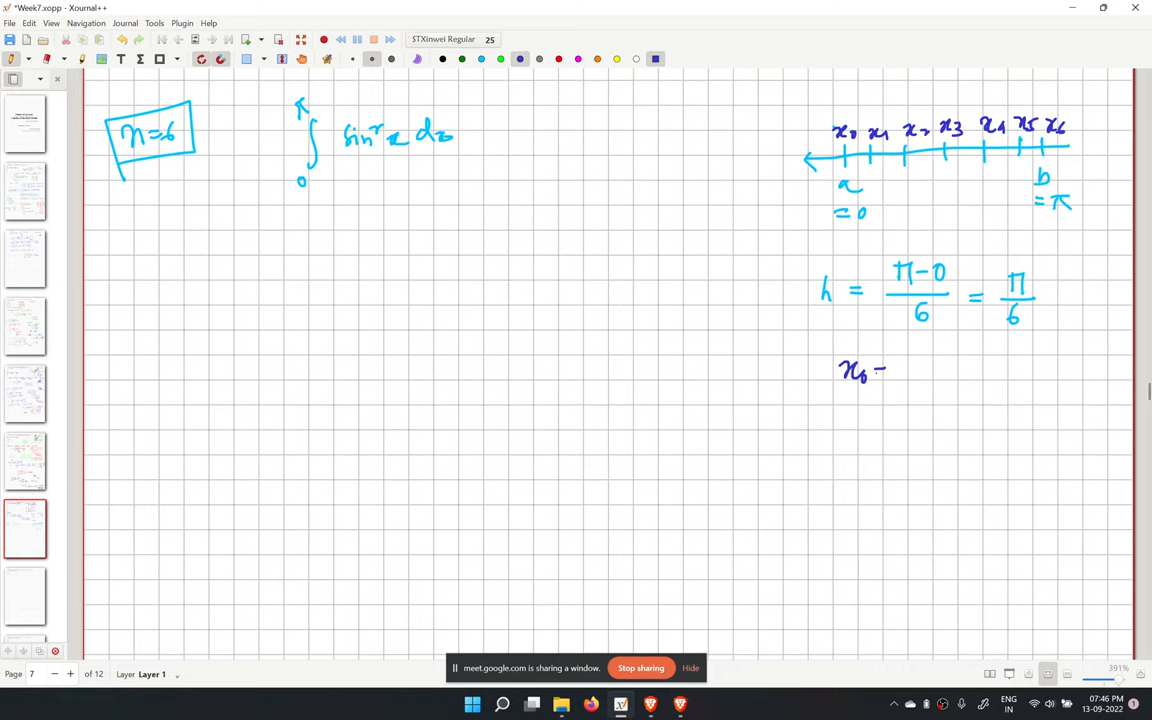 *Week7.xopp - Xournal++
File Edit View Navigation Journal Tools Plugin Help
STXinwei Regular 25
n=6
∫₀^π sin²x dx
x₀ x₁ x₂ x₃ x₄ x₅ x₆
a b
= 0 = π
h = (π-0)/6 = π/6
x₀ =
meet.google.com is sharing a window. Stop sharing Hide
Page 7 of 12 Layer Layer 1
391%
ENG
IN
07:46 PM
13-09-2022